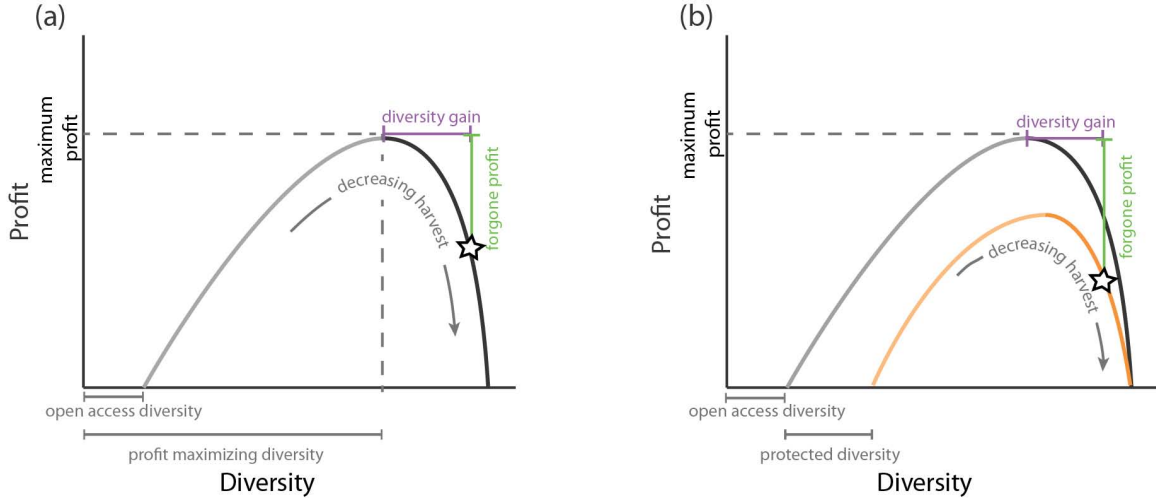 (a)
maximum
profit
Profit
diversity gain
forgone profit
decreasing harvest
open access diversity
profit maximizing diversity
Diversity
(b)
maximum
profit
Profit
diversity gain
forgone profit
decreasing harvest
open access diversity
protected diversity
Diversity